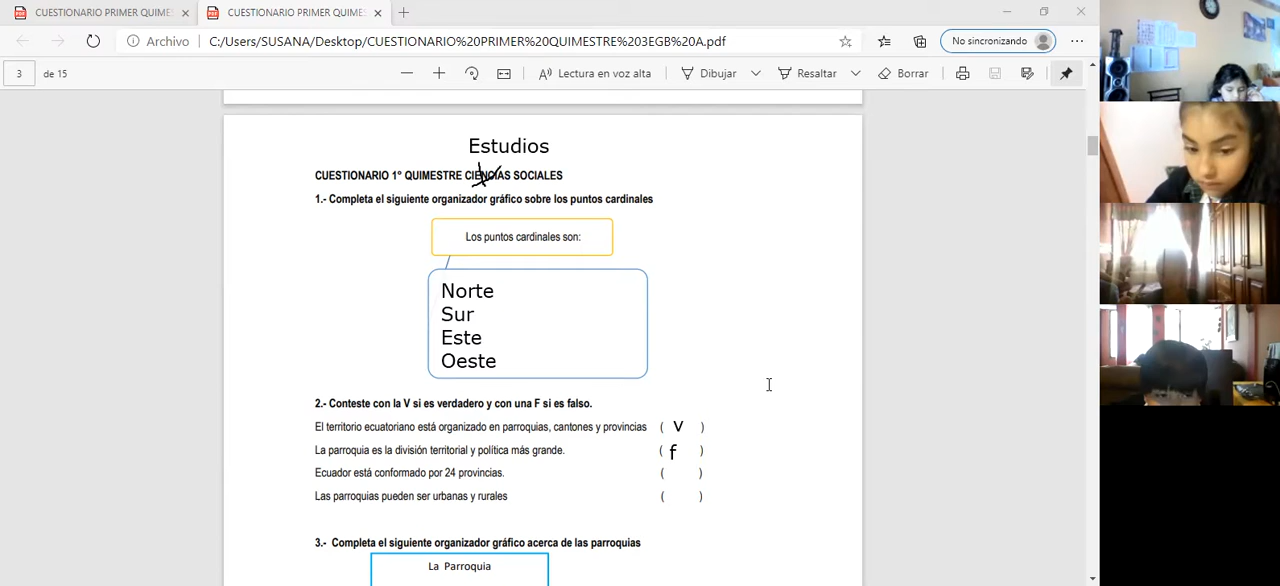 CUESTIONARIO PRIMER QUIMES
CUESTIONARIO PRIMER QUIMES
Archivo
C:/Users/SUSANA/Desktop/CUESTIONARIO%20PRIMER%20QUIMESTRE%203EGB%20A.pdf
No sincronizando
3 de 15
Lectura en voz alta
Dibujar
Resaltar
Borrar
Estudios
CUESTIONARIO 1º QUIMESTRE CIENCIAS SOCIALES
1.- Completa el siguiente organizador gráfico sobre los puntos cardinales
Los puntos cardinales son:
Norte
Sur
Este
Oeste
2.- Conteste con la V si es verdadero y con una F si es falso.
El territorio ecuatoriano está organizado en parroquias, cantones y provincias ( V )
La parroquia es la división territorial y política más grande. ( f )
Ecuador está conformado por 24 provincias. ( )
Las parroquias pueden ser urbanas y rurales ( )
3.- Completa el siguiente organizador gráfico acerca de las parroquias
La Parroquia